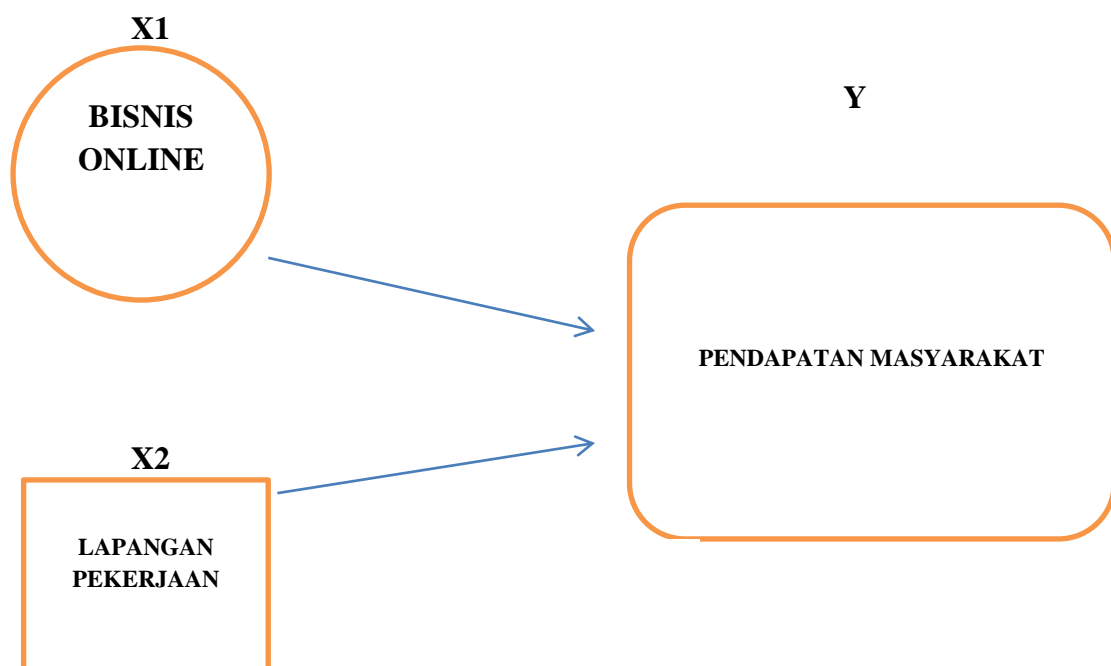 X1
BISNIS
ONLINE
Y
PENDAPATAN MASYARAKAT
X2
LAPANGAN
PEKERJAAN